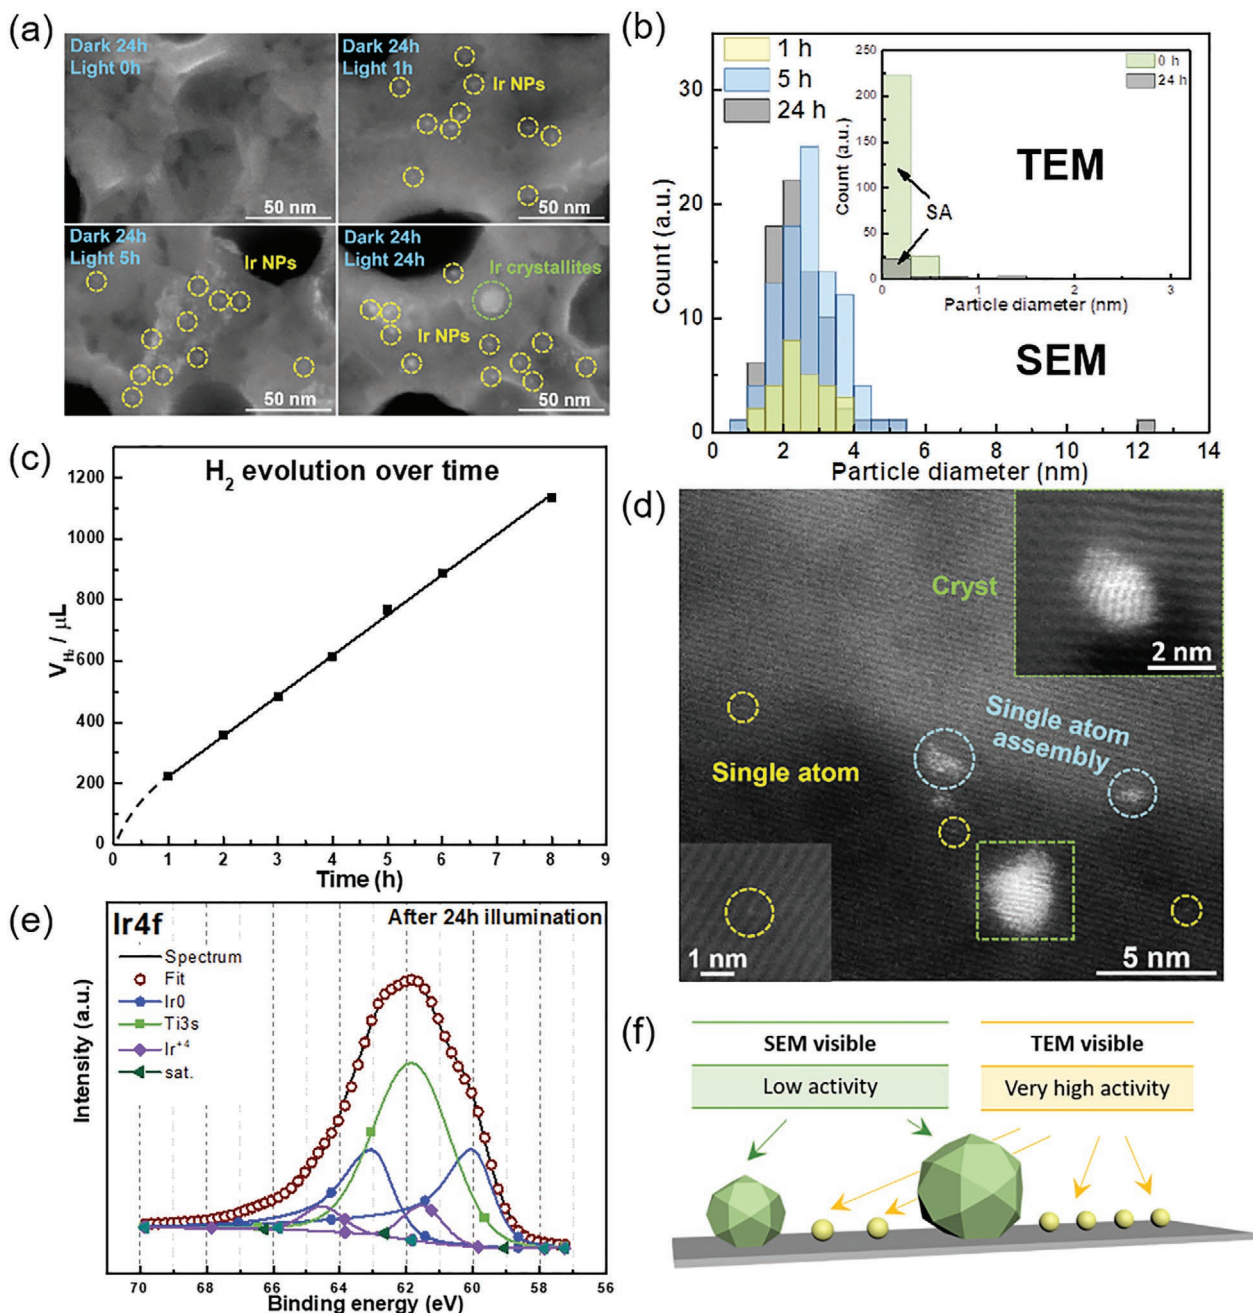 (a)
Dark 24h
Light 0h
50 nm
Dark 24h
Light 1h
Ir NPs
50 nm
Dark 24h
Light 5h
Ir NPs
50 nm
Dark 24h
Light 24h
Ir crystallites
Ir NPs
50 nm
(b)
1 h
5 h
24 h
30
20
10
0
Count (a.u.)
0 2 4 6 8 10 12 14
Particle diameter (nm)
SEM
250
200
150
100
50
0
Count (a.u.)
0 h
24 h
TEM
SA
0 1 2 3
Particle diameter (nm)
(c)
H₂ evolution over time
1200
1000
800
600
400
200
0
V_H₂ / µL
0 1 2 3 4 5 6 7 8 9
Time (h)
(d)
Cryst
2 nm
Single atom
assembly
Single atom
1 nm
5 nm
(e)
Ir4f
After 24h illumination
Spectrum
Fit
Ir0
Ti3s
Ir⁺⁴
sat.
Intensity (a.u.)
70 68 66 64 62 60 58 56
Binding energy (eV)
(f)
SEM visible
TEM visible
Low activity
Very high activity